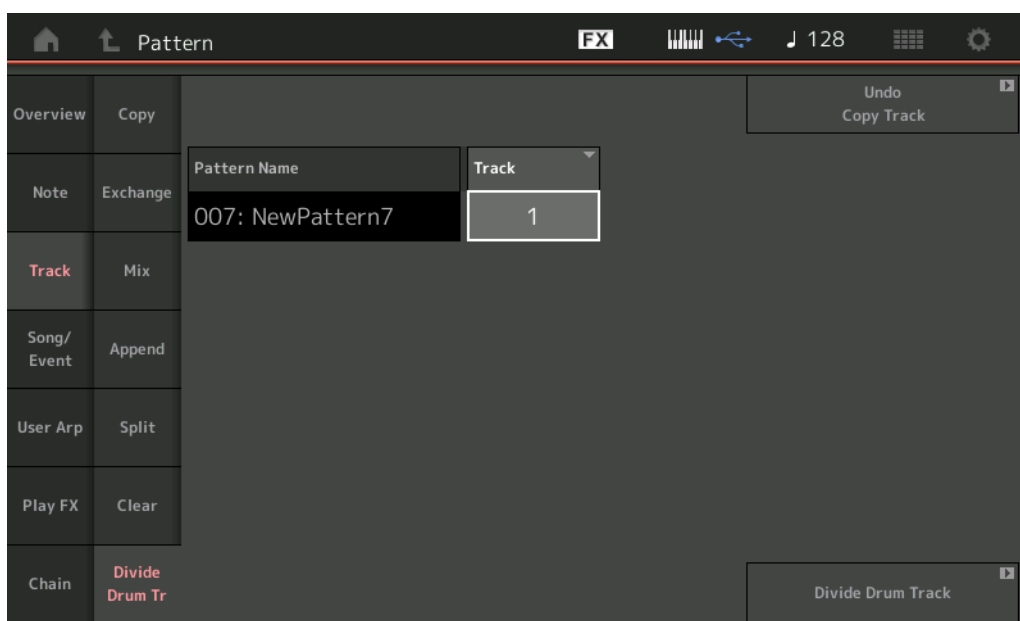 Pattern
FX
128
Overview
Copy
Undo
Copy Track
Note
Exchange
Pattern Name
Track
007: NewPattern7
1
Track
Mix
Song/
Event
Append
User Arp
Split
Play FX
Clear
Chain
Divide
Drum Tr
Divide Drum Track